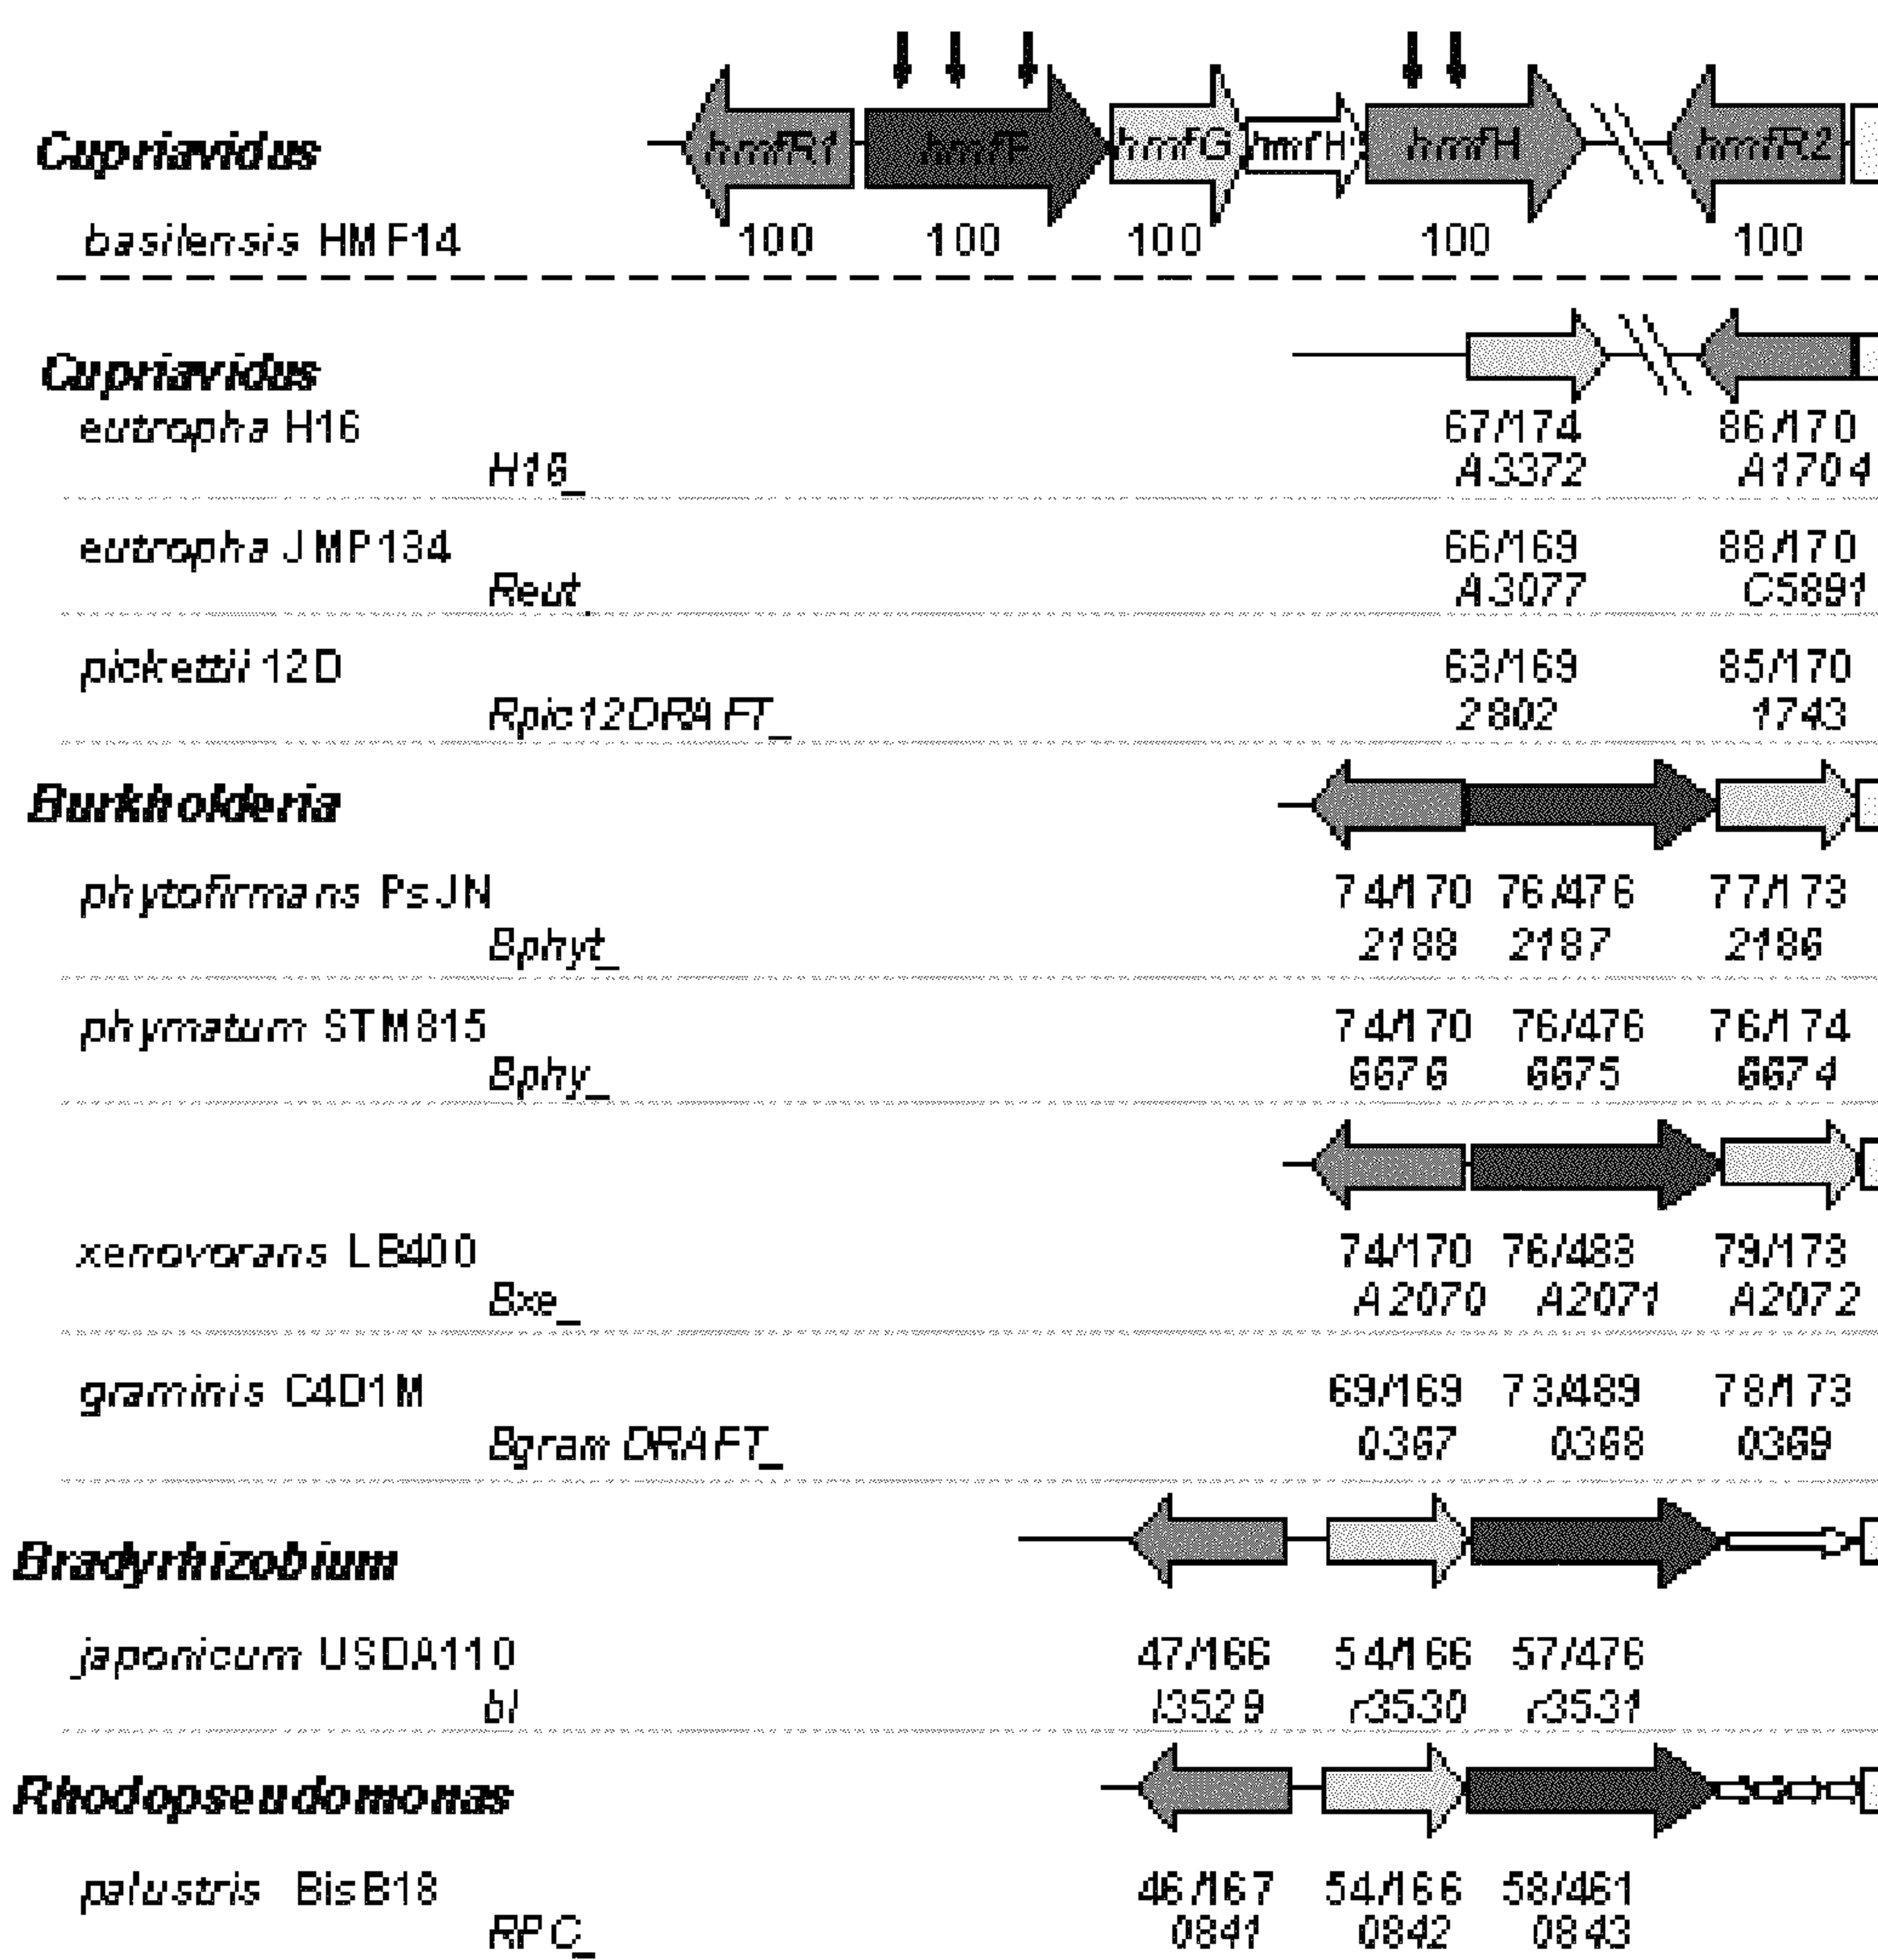 Cupriavidus hmfR1 hmfF hmfG hmfH' hmfH hmfR2
basilensis HMF14 100 100 100 100 100
Cupriavidus
eutropha H16 67/174 86/170
H16_ A3372 A1704
eutropha JMP134 66/169 88/170
Reut_ A3077 C5891
pickettii 12D 63/169 85/170
Rpic12DRAFT_ 2802 1743
Burkholderia
phytofirmans PsJN 74/170 76/476 77/173
Bphyt_ 2188 2187 2186
phymatum STM815 74/170 76/476 76/174
Bphy_ 6676 6675 6674
xenovorans LB400 74/170 76/483 79/173
Bxe_ A2070 A2071 A2072
graminis C4D1M 69/169 73/489 78/173
Bgram DRAFT_ 0367 0368 0369
Bradyrhizobium
japonicum USDA110 47/166 54/166 57/476
bl l3529 r3530 r3531
Rhodopseudomonas
palustris BisB18 46/167 54/166 58/461
RPC_ 0841 0842 0843